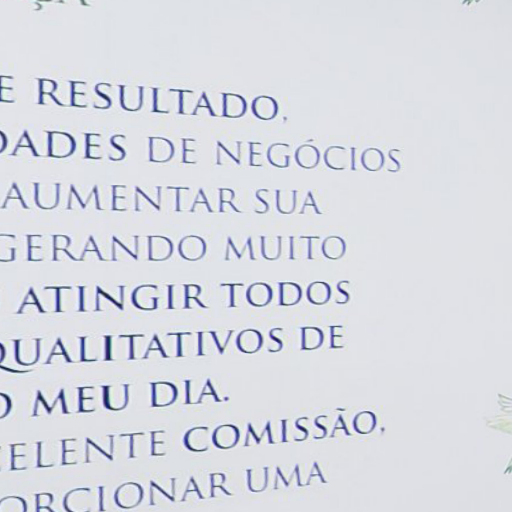 E RESULTADO,
DADES DE NEGÓCIOS
AUMENTAR SUA
GERANDO MUITO
ATINGIR TODOS
QUALITATIVOS DE
O MEU DIA.
CELENTE COMISSÃO,
ORCIONAR UMA